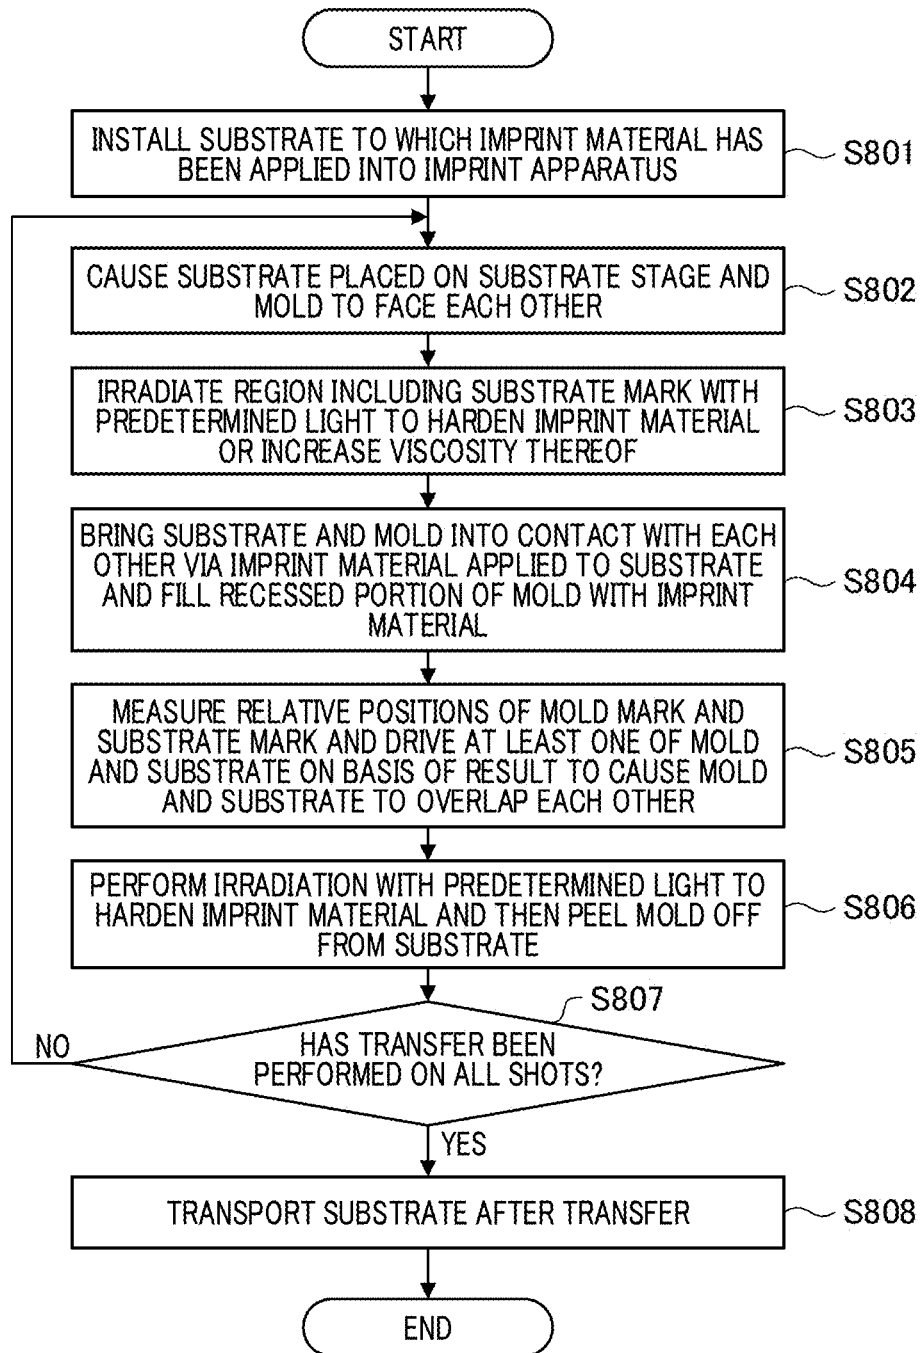 START
INSTALL SUBSTRATE TO WHICH IMPRINT MATERIAL HAS
BEEN APPLIED INTO IMPRINT APPARATUS
S801
CAUSE SUBSTRATE PLACED ON SUBSTRATE STAGE AND
MOLD TO FACE EACH OTHER
S802
IRRADIATE REGION INCLUDING SUBSTRATE MARK WITH
PREDETERMINED LIGHT TO HARDEN IMPRINT MATERIAL
OR INCREASE VISCOSITY THEREOF
S803
BRING SUBSTRATE AND MOLD INTO CONTACT WITH EACH
OTHER VIA IMPRINT MATERIAL APPLIED TO SUBSTRATE
AND FILL RECESSED PORTION OF MOLD WITH IMPRINT
MATERIAL
S804
MEASURE RELATIVE POSITIONS OF MOLD MARK AND
SUBSTRATE MARK AND DRIVE AT LEAST ONE OF MOLD
AND SUBSTRATE ON BASIS OF RESULT TO CAUSE MOLD
AND SUBSTRATE TO OVERLAP EACH OTHER
S805
PERFORM IRRADIATION WITH PREDETERMINED LIGHT TO
HARDEN IMPRINT MATERIAL AND THEN PEEL MOLD OFF
FROM SUBSTRATE
S806
S807
HAS TRANSFER BEEN
PERFORMED ON ALL SHOTS?
NO
YES
TRANSPORT SUBSTRATE AFTER TRANSFER
S808
END